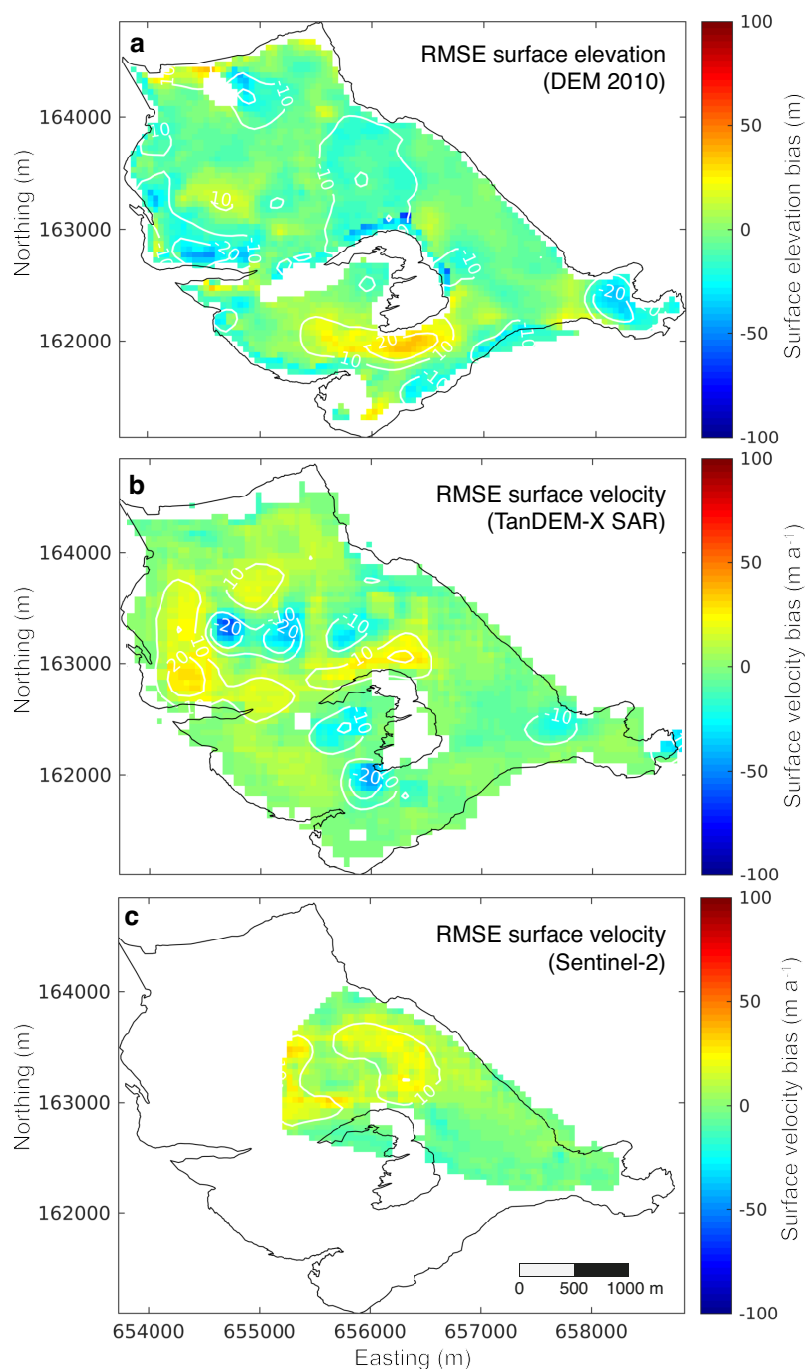 a
RMSE surface elevation
(DEM 2010)
164000
163000
162000
Northing (m)
10
-10
-10
10
10
-20
-10
-10
20
10
10
-10
-10
-20
100
50
0
-50
-100
Surface elevation bias (m)
b
RMSE surface velocity
(TanDEM-X SAR)
164000
163000
162000
Northing (m)
10
-10
20
-20
-10
10
10
20
-10
-20
-10
100
50
0
-50
-100
Surface velocity bias (m a⁻¹)
c
RMSE surface velocity
(Sentinel-2)
164000
163000
162000
Northing (m)
10
100
50
0
-50
-100
Surface velocity bias (m a⁻¹)
0 500 1000 m
654000 655000 656000 657000 658000
Easting (m)